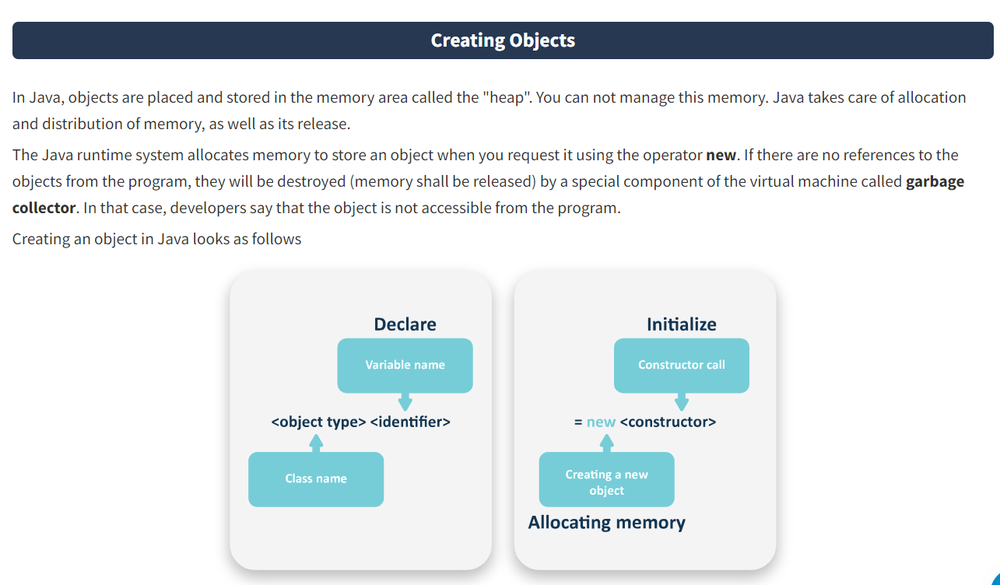 Creating Objects
In Java, objects are placed and stored in the memory area called the "heap". You can not manage this memory. Java takes care of allocation
and distribution of memory, as well as its release.
The Java runtime system allocates memory to store an object when you request it using the operator new. If there are no references to the
objects from the program, they will be destroyed (memory shall be released) by a special component of the virtual machine called garbage
collector. In that case, developers say that the object is not accessible from the program.
Creating an object in Java looks as follows
Declare
Variable name
<object type> <identifier>
Class name
Initialize
Constructor call
= new <constructor>
Creating a new
object
Allocating memory